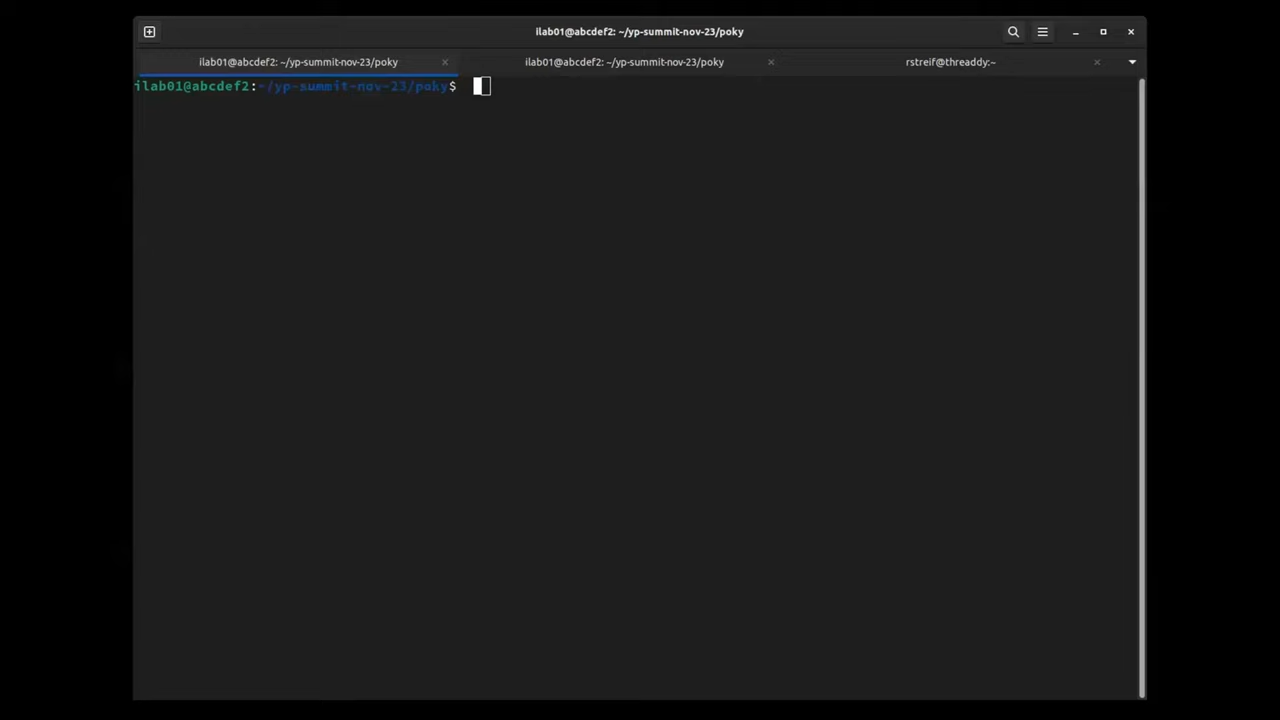 ilab01@abcdef2: ~/yp-summit-nov-23/poky
ilab01@abcdef2: ~/yp-summit-nov-23/poky
ilab01@abcdef2: ~/yp-summit-nov-23/poky
rstreif@threaddy:~
ilab01@abcdef2:~/yp-summit-nov-23/poky$